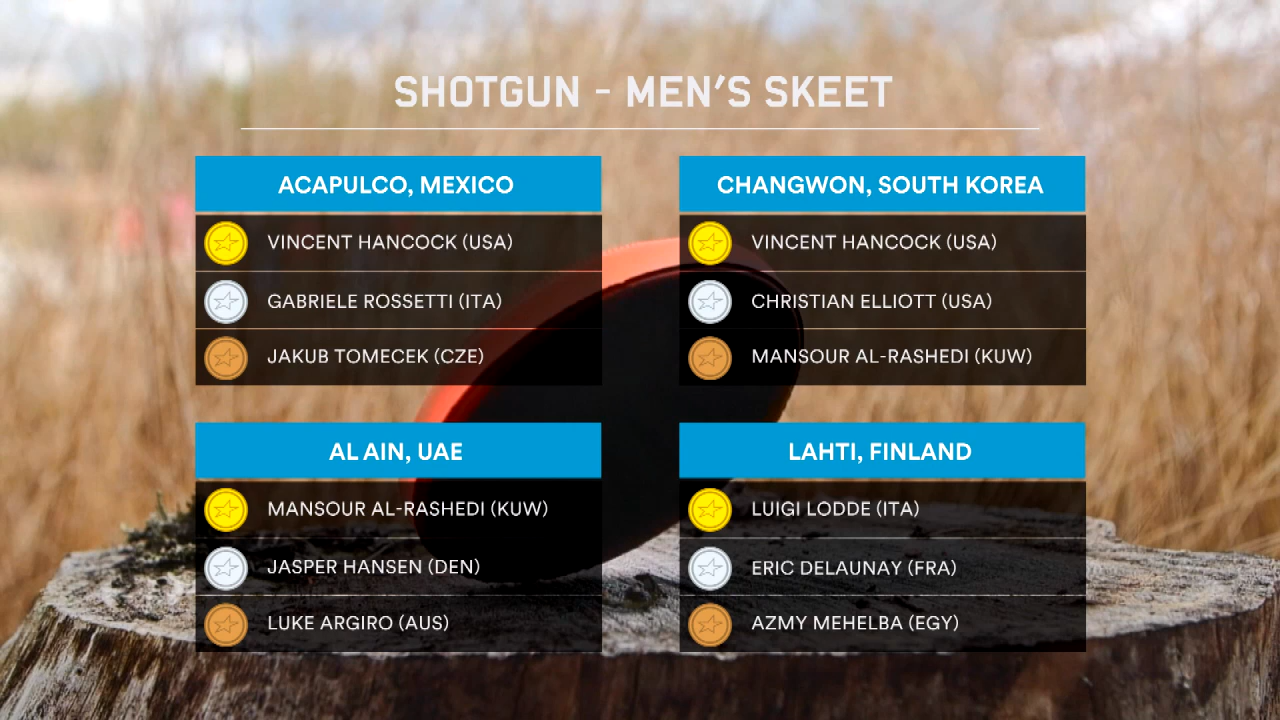 SHOTGUN - MEN'S SKEET
ACAPULCO, MEXICO
VINCENT HANCOCK (USA)
GABRIELE ROSSETTI (ITA)
JAKUB TOMECEK (CZE)
CHANGWON, SOUTH KOREA
VINCENT HANCOCK (USA)
CHRISTIAN ELLIOTT (USA)
MANSOUR AL-RASHEDI (KUW)
AL AIN, UAE
MANSOUR AL-RASHEDI (KUW)
JASPER HANSEN (DEN)
LUKE ARGIRO (AUS)
LAHTI, FINLAND
LUIGI LODDE (ITA)
ERIC DELAUNAY (FRA)
AZMY MEHELBA (EGY)